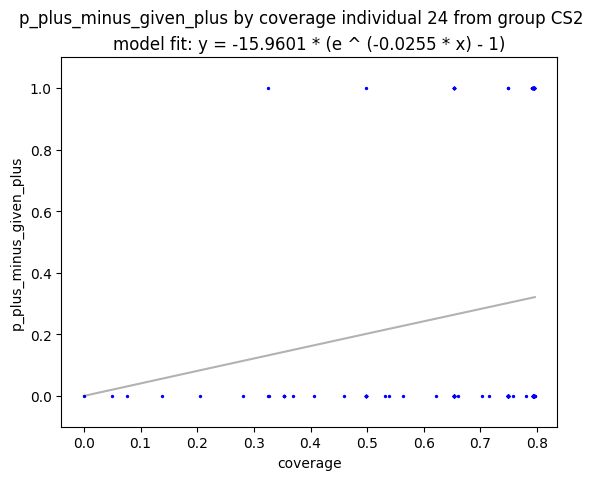 p_plus_minus_given_plus by coverage individual 24 from group CS2
model fit: y = -15.9601 * (e ^ (-0.0255 * x) - 1)
1.0
0.8
0.6
0.4
0.2
0.0
p_plus_minus_given_plus
0.0 0.1 0.2 0.3 0.4 0.5 0.6 0.7 0.8
coverage